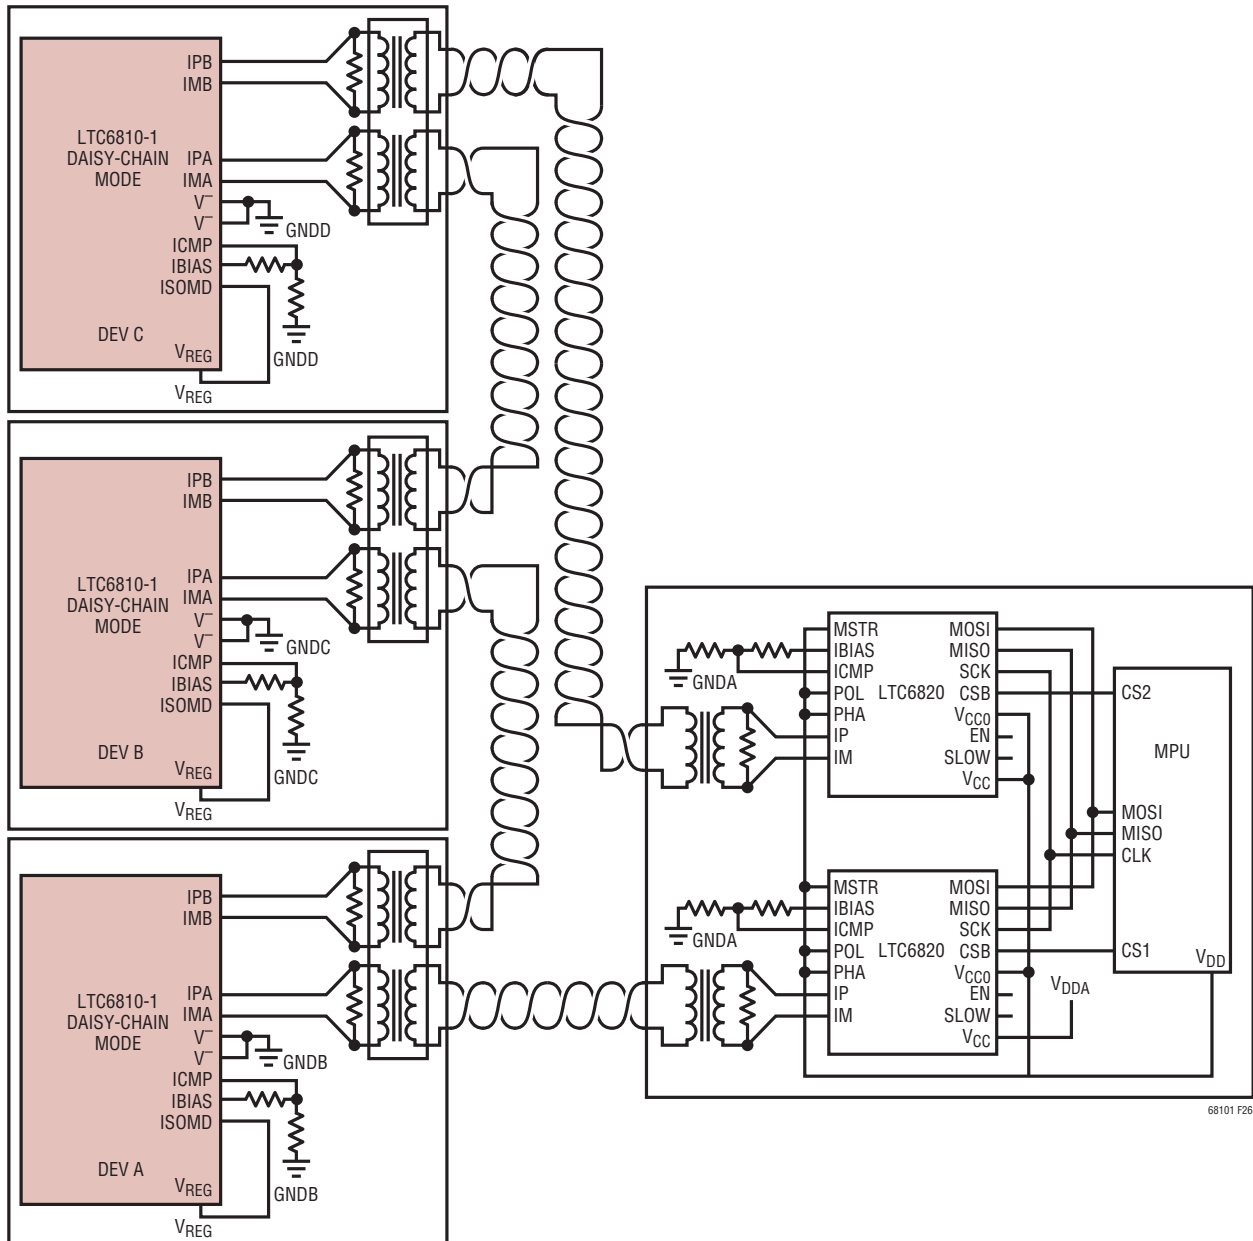 IPB
IMB
LTC6810-1
DAISY-CHAIN
MODE
IPA
IMA
V–
V–
GNDD
ICMP
IBIAS
ISOMD
GNDD
DEV C
VREG
VREG
IPB
IMB
LTC6810-1
DAISY-CHAIN
MODE
IPA
IMA
V–
V–
GNDC
ICMP
IBIAS
ISOMD
GNDC
DEV B
VREG
VREG
IPB
IMB
LTC6810-1
DAISY-CHAIN
MODE
IPA
IMA
V–
V–
GNDB
ICMP
IBIAS
ISOMD
GNDB
DEV A
VREG
VREG
GNDA
MSTR
IBIAS
ICMP
POL
PHA
IP
IM
LTC6820
MOSI
MISO
SCK
CSB
VCCO
EN
SLOW
VCC
GNDA
MSTR
IBIAS
ICMP
POL
PHA
IP
IM
LTC6820
MOSI
MISO
SCK
CSB
VCCO
EN
SLOW
VCC
VDDA
CS2
MPU
MOSI
MISO
CLK
CS1
VDD
68101 F26